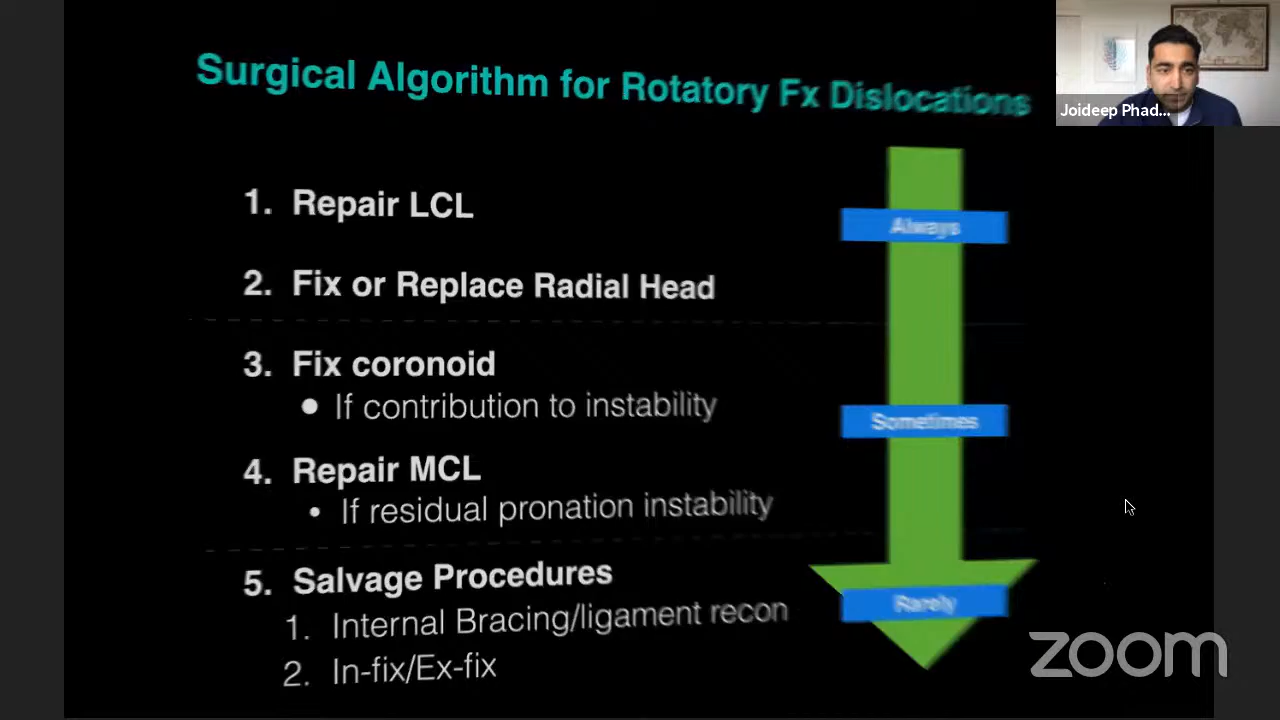 Surgical Algorithm for Rotatory Fx Dislocations
Joideep Phad...
1. Repair LCL
Always
2. Fix or Replace Radial Head
3. Fix coronoid
● If contribution to instability
Sometimes
4. Repair MCL
• If residual pronation instability
5. Salvage Procedures
Rarely
1. Internal Bracing/ligament recon
2. In-fix/Ex-fix
zoom